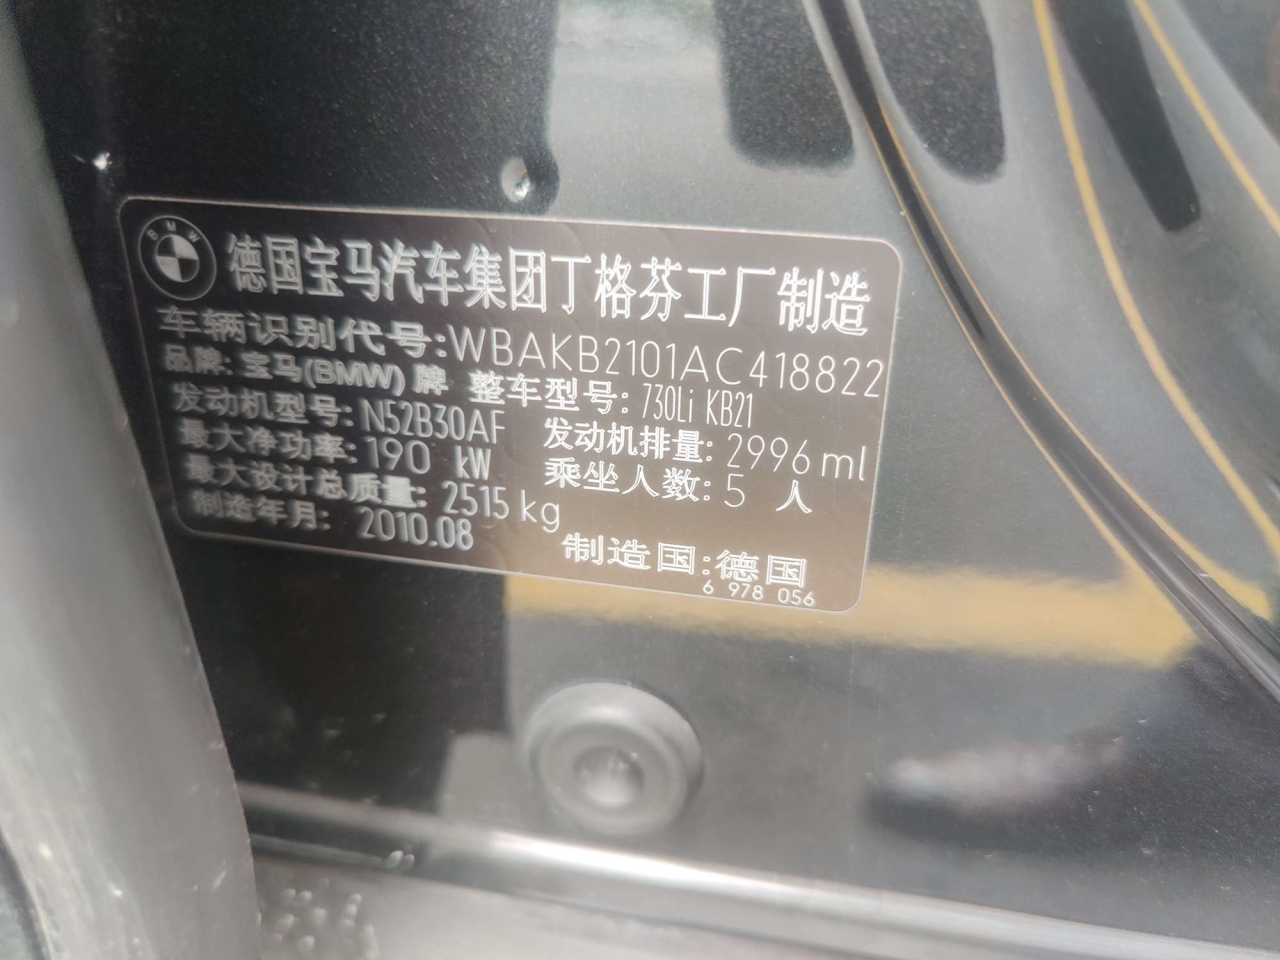 BMW
德国宝马汽车集团丁格芬工厂制造
车辆识别代号:WBAKB2101AC418822
品牌:宝马(BMW)牌 整车型号:730Li KB21
发动机型号:N52B30AF 发动机排量:2996ml
最大净功率:190 kW 乘坐人数:5 人
最大设计总质量:2515kg
制造年月: 2010.08
制造国:德国
6 978 056